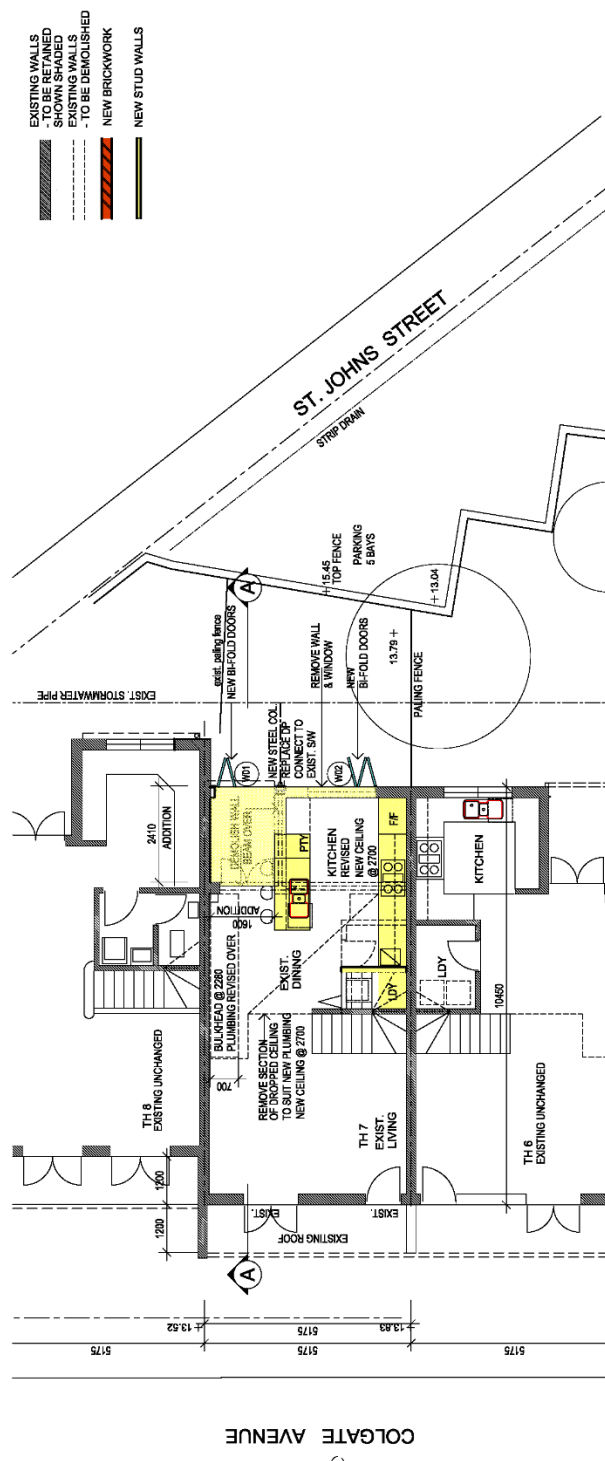 EXISTING WALLS
- TO BE RETAINED
SHOWN SHADED
EXISTING WALLS
- TO BE DEMOLISHED
NEW BRICKWORK
NEW STUD WALLS
ST. JOHNS STREET
STRIP DRAIN
PARKING
5 BAYS
15.45
TOP FENCE
13.04
13.79
PALING FENCE
exist. paling fence
NEW BI-FOLD DOORS
REMOVE WALL
& WINDOW
NEW
BI-FOLD DOORS
EXIST. STORMWATER PIPE
A
NEW STEEL COL.
REPLACE DP
CONNECT TO
EXIST. S/W
W01
W02
2410
ADDITION
DEMOLISH WALL
BEAM OVER
PTY
KITCHEN
REVISED
NEW CEILING
@ 2700
F/F
KITCHEN
1600
ADDITION
EXIST.
DINING
LDY
LDY
BULKHEAD @ 2280
PLUMBING REVISED OVER
700
REMOVE SECTION
OF DROPPED CEILING
TO SUIT NEW PLUMBING
NEW CEILING @ 2700
10450
TH 8
EXISTING UNCHANGED
TH 7
EXIST.
LIVING
TH 6
EXISTING UNCHANGED
1200
1200
EXIST.
EXIST.
EXISTING ROOF
A
13.52
13.83
5175
5175
5175
5175
COLGATE AVENUE